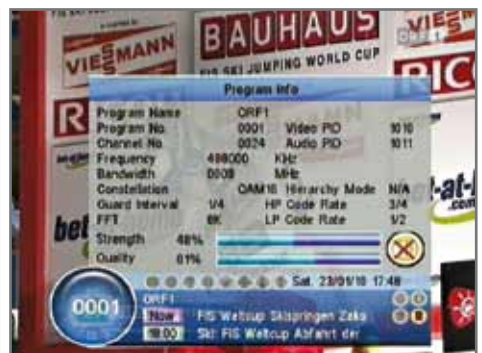 VIESSMANN
BAUHAUS
VIES
ORF1
FIS SKI JUMPING WORLD CUP
RIC
R
Program Info
Program Name ORF1
Program No. 0001 Video PID 1010
Channel No. 0024 Audio PID 1011
Frequency 498000 KHz
Bandwidth 0008 MHz
Constellation QAM16 Hierarchy Mode N/A
Guard Interval 1/4 HP Code Rate 3/4
FFT 8K LP Code Rate 1/2
bet
-at-
.com
Strength 48%
Quality 61%
Sat. 23/01/10 17:48
0001
ORF1
Now FIS Weltcup Skispringen Zako
18:00 Ski: FIS Weltcup Abfahrt der